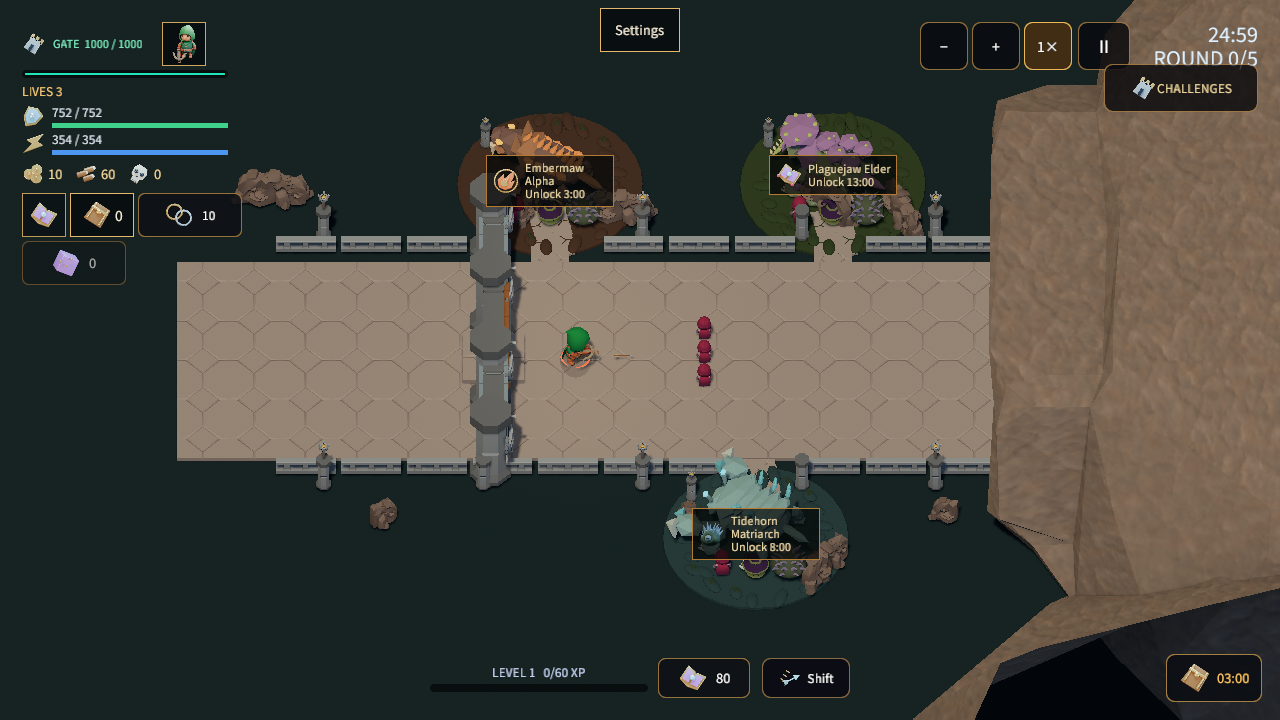 GATE 1000 / 1000
LIVES 3
752 / 752
354 / 354
10
60
0
0
10
0
Settings
−
+
1×
24:59
ROUND 0/5
CHALLENGES
Embermaw
Alpha
Unlock 3:00
Plaguejaw Elder
Unlock 13:00
Tidehorn
Matriarch
Unlock 8:00
LEVEL 1 0/60 XP
80
Shift
03:00